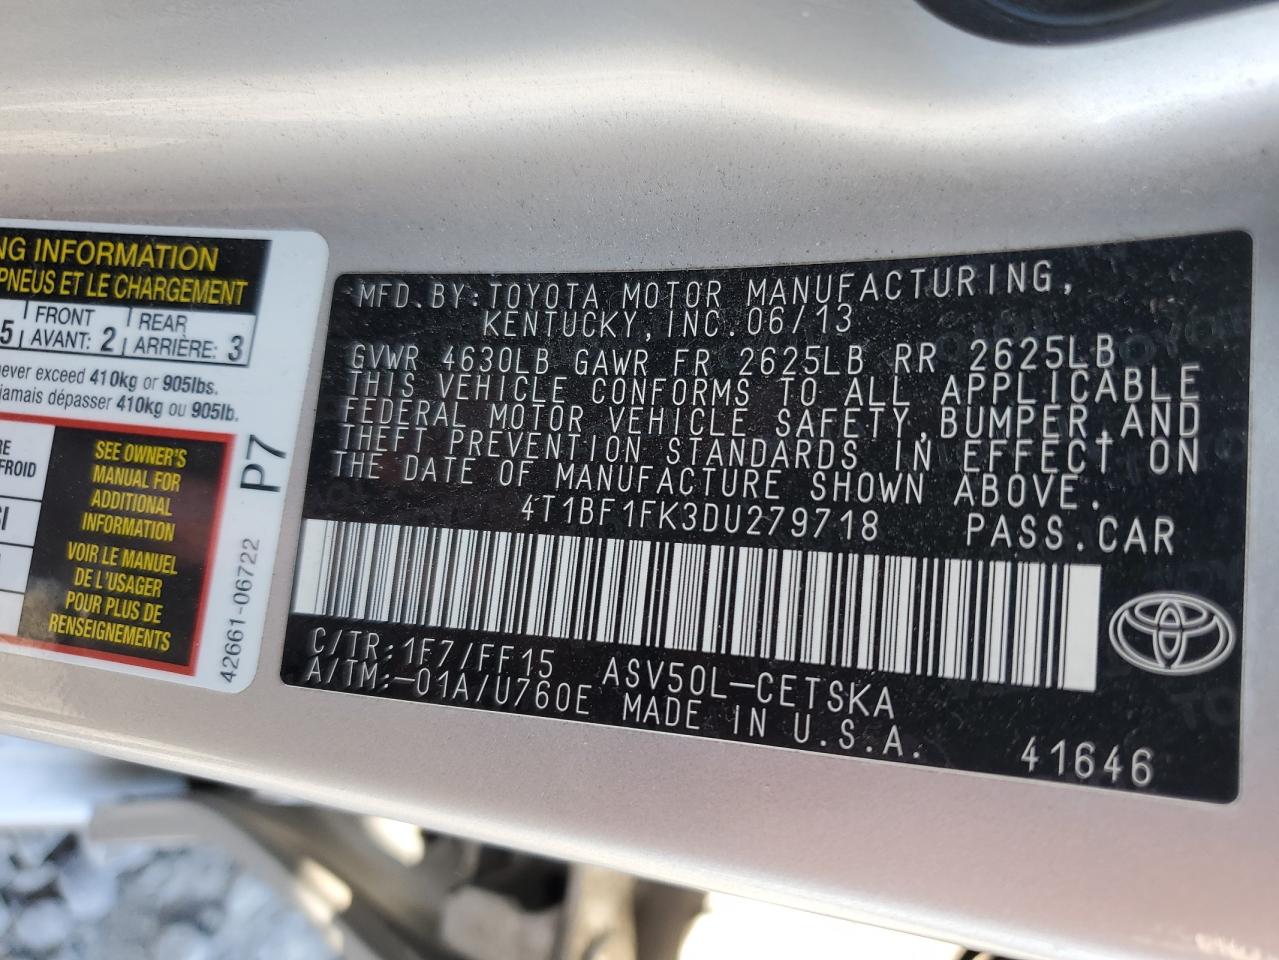 NG INFORMATION
PNEUS ET LE CHARGEMENT
5 FRONT AVANT: 2 REAR ARRIÈRE: 3
never exceed 410kg or 905lbs.
jamais dépasser 410kg ou 905lb.
RE
FROID
SEE OWNER'S
MANUAL FOR
ADDITIONAL
INFORMATION
VOIR LE MANUEL
DE L'USAGER
POUR PLUS DE
RENSEIGNEMENTS
P7
42661-06722
MFD.BY:TOYOTA MOTOR MANUFACTURING,
KENTUCKY,INC.06/13
GVWR 4630LB GAWR FR 2625LB RR 2625LB
THIS VEHICLE CONFORMS TO ALL APPLICABLE
FEDERAL MOTOR VEHICLE SAFETY,BUMPER,AND
THEFT PREVENTION STANDARDS IN EFFECT ON
THE DATE OF MANUFACTURE SHOWN ABOVE.
4T1BF1FK3DU279718 PASS.CAR
C/TR:1F7/FF15 ASV50L-CETSKA
A/TM:-01A/U760E MADE IN U.S.A.
41646